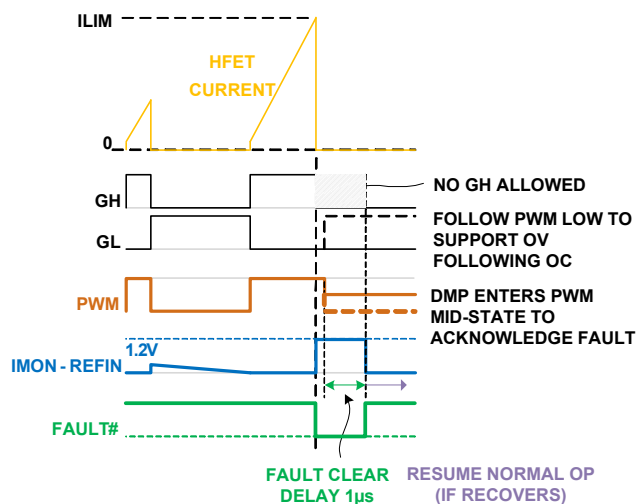 ILIM
HFET
CURRENT
0
GH
NO GH ALLOWED
GL
FOLLOW PWM LOW TO
SUPPORT OV
FOLLOWING OC
PWM
DMP ENTERS PWM
MID-STATE TO
ACKNOWLEDGE FAULT
1.2V
IMON - REFIN
FAULT#
FAULT CLEAR
DELAY 1µs
RESUME NORMAL OP
(IF RECOVERS)